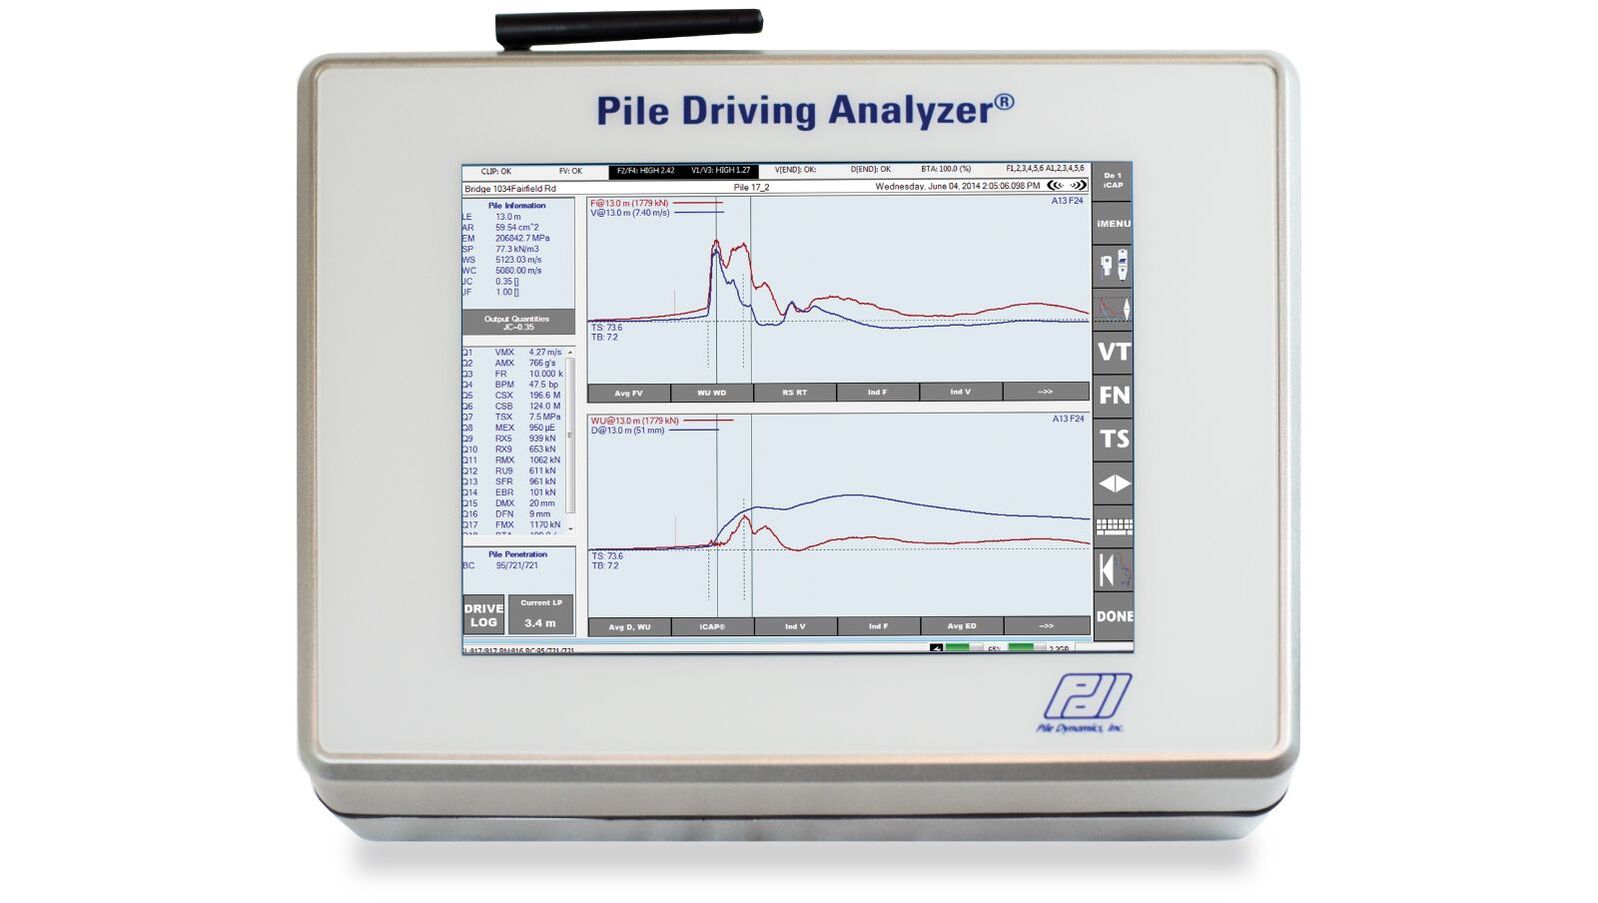 Pile Driving Analyzer®
CLIP: OK FV: OK F2/F4: HIGH 2.42 V1/V3: HIGH 1.27 V[END]: OK: D[END]: OK BTA: 100.0 (%) F1,2,3,4,5,6 A1,2,3,4,5,6
Bridge 1034Fairfield Rd Pile 17_2 Wednesday, June 04, 2014 2:05:06.098 PM
Pile Information
LE 13.0 m
AR 59.54 cm^2
EM 206842.7 MPa
SP 77.3 kN/m3
WS 5123.03 m/s
WC 5080.00 m/s
JC 0.35 []
JF 1.00 []
Output Quantities
JC=0.35
Q1 VMX 4.27 m/s
Q2 AMX 766 g's
Q3 FR 10.000 k
Q4 BPM 47.5 bp
Q5 CSX 196.6 M
Q6 CSB 124.0 M
Q7 TSX 7.5 MPa
Q8 MEX 950 µE
Q9 RX5 939 kN
Q10 RX9 653 kN
Q11 RMX 1062 kN
Q12 RU9 611 kN
Q13 SFR 961 kN
Q14 EBR 101 kN
Q15 DMX 20 mm
Q16 DFN 9 mm
Q17 FMX 1170 kN
Pile Penetration
BC 95/721/721
DRIVE
LOG
Current LP
3.4 m
F@13.0 m (1779 kN)
V@13.0 m (7.40 m/s)
A13 F24
TS: 73.6
TB: 7.2
Avg FV WU WD RS RT Ind F Ind V -->>
WU@13.0 m (1779 kN)
D@13.0 m (51 mm)
A13 F24
TS: 73.6
TB: 7.2
Avg D, WU iCAP® Ind V Ind F Avg ED -->>
65% 2.2GB
Do 1
iCAP
iMENU
VT
FN
TS
DONE
PDI
Pile Dynamics, Inc.